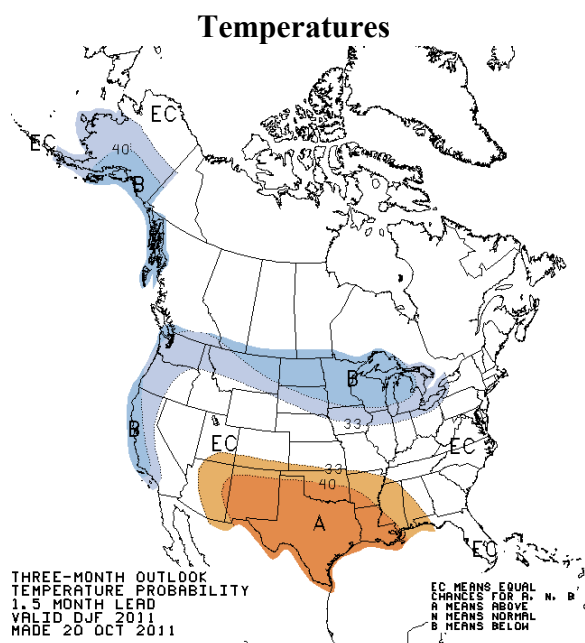 Temperatures
EC
EC
40
B
B
33
B
EC
EC
33
40
A
EC
THREE-MONTH OUTLOOK
TEMPERATURE PROBABILITY
1.5 MONTH LEAD
VALID DJF 2011
MADE 20 OCT 2011
EC MEANS EQUAL
CHANCES FOR A, N, B
A MEANS ABOVE
N MEANS NORMAL
B MEANS BELOW